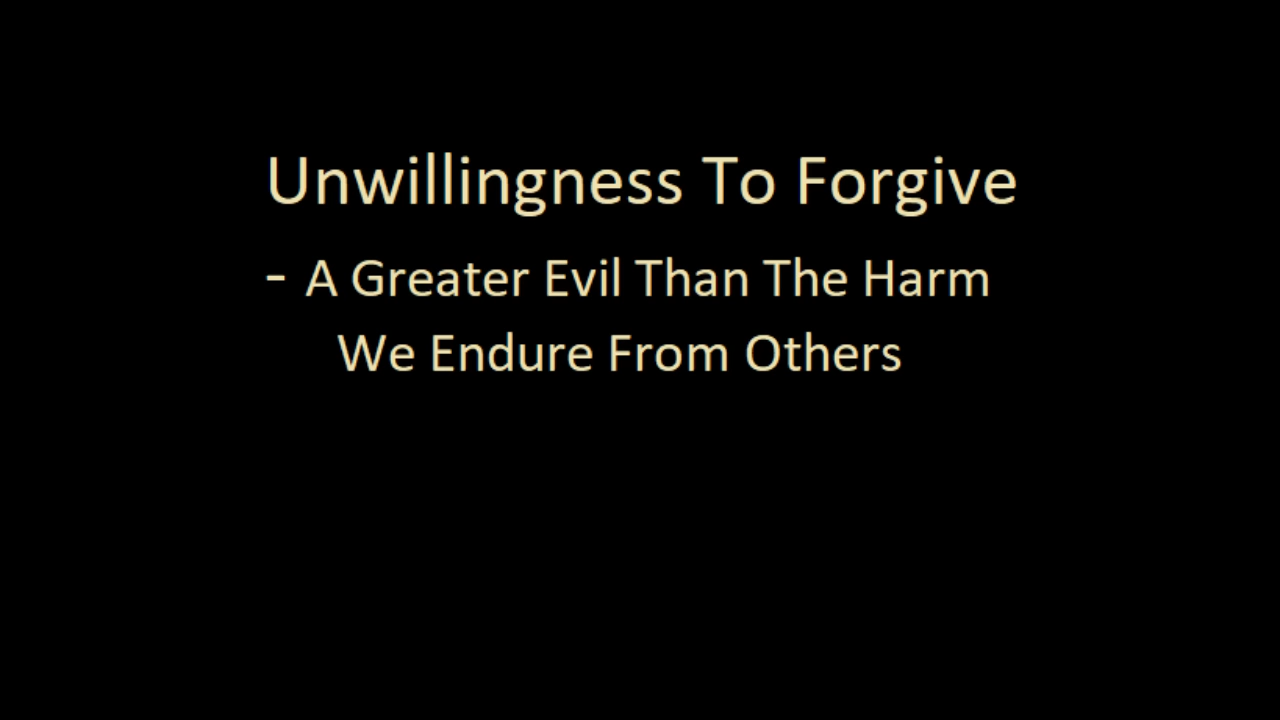 Unwillingness To Forgive
- A Greater Evil Than The Harm
We Endure From Others